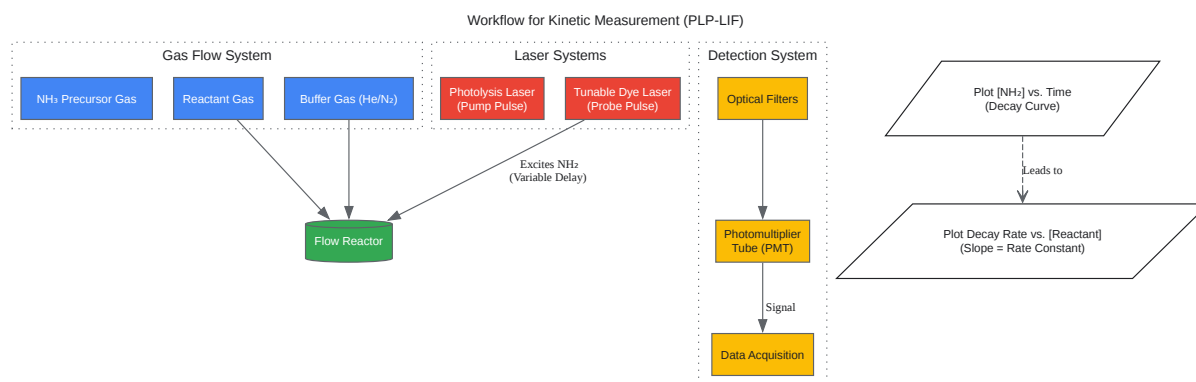 Workflow for Kinetic Measurement (PLP-LIF)
Gas Flow System
Laser Systems
Detection System
NH₃ Precursor Gas
Reactant Gas
Buffer Gas (He/N₂)
Photolysis Laser
(Pump Pulse)
Tunable Dye Laser
(Probe Pulse)
Optical Filters
Plot [NH₂] vs. Time
(Decay Curve)
Excites NH₂
(Variable Delay)
Leads to
Flow Reactor
Photomultiplier
Tube (PMT)
Plot Decay Rate vs. [Reactant]
(Slope = Rate Constant)
Signal
Data Acquisition